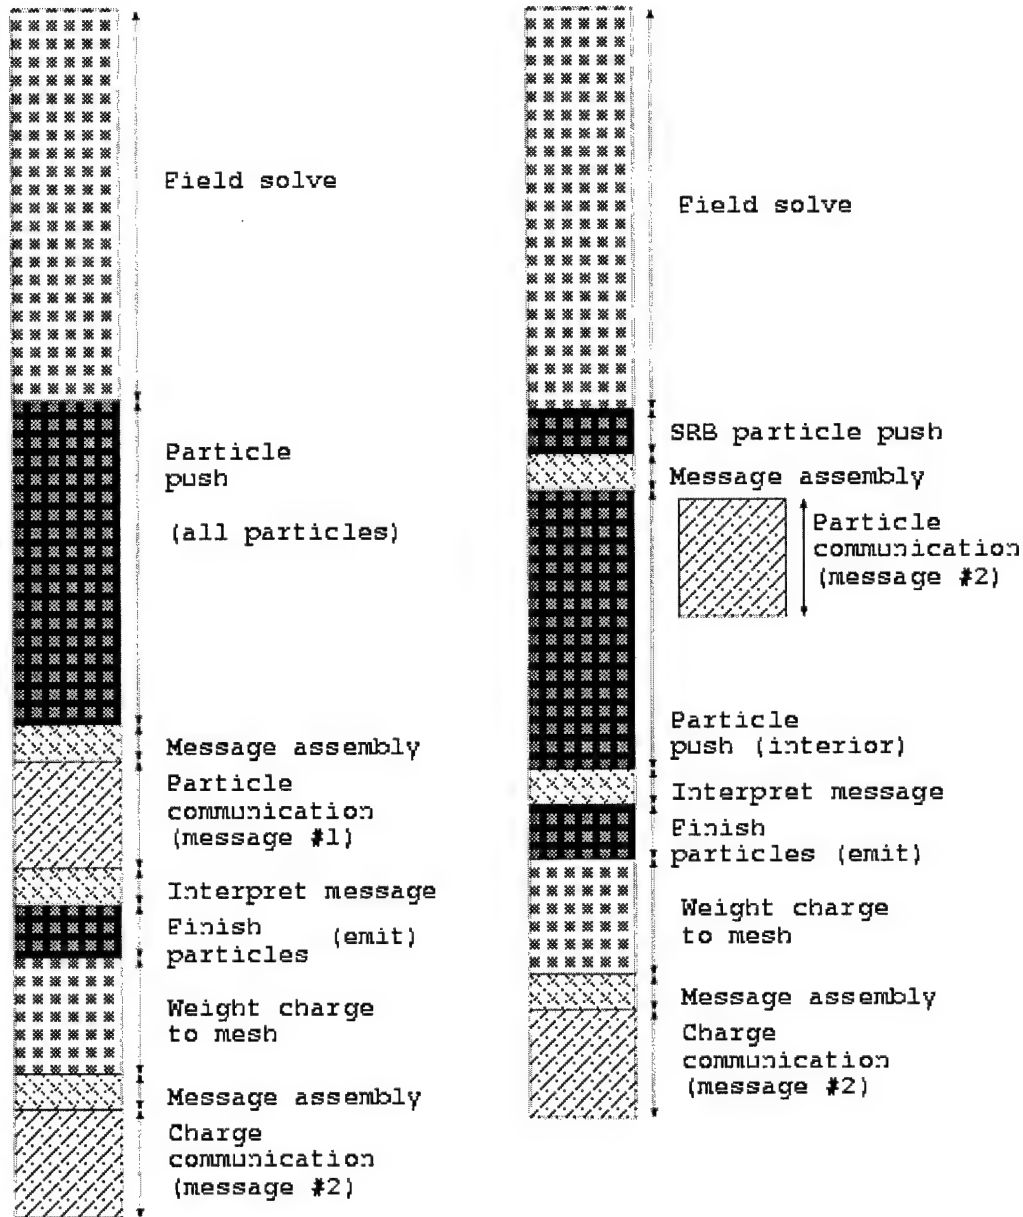 Field solve
Particle
push
(all particles)
Message assembly
Particle
communication
(message #1)
Interpret message
Finish
particles (emit)
Weight charge
to mesh
Message assembly
Charge
communication
(message #2)
Field solve
SRB particle push
Message assembly
Particle
communication
(message #2)
Particle
push (interior)
Interpret message
Finish
particles (emit)
Weight charge
to mesh
Message assembly
Charge
communication
(message #2)